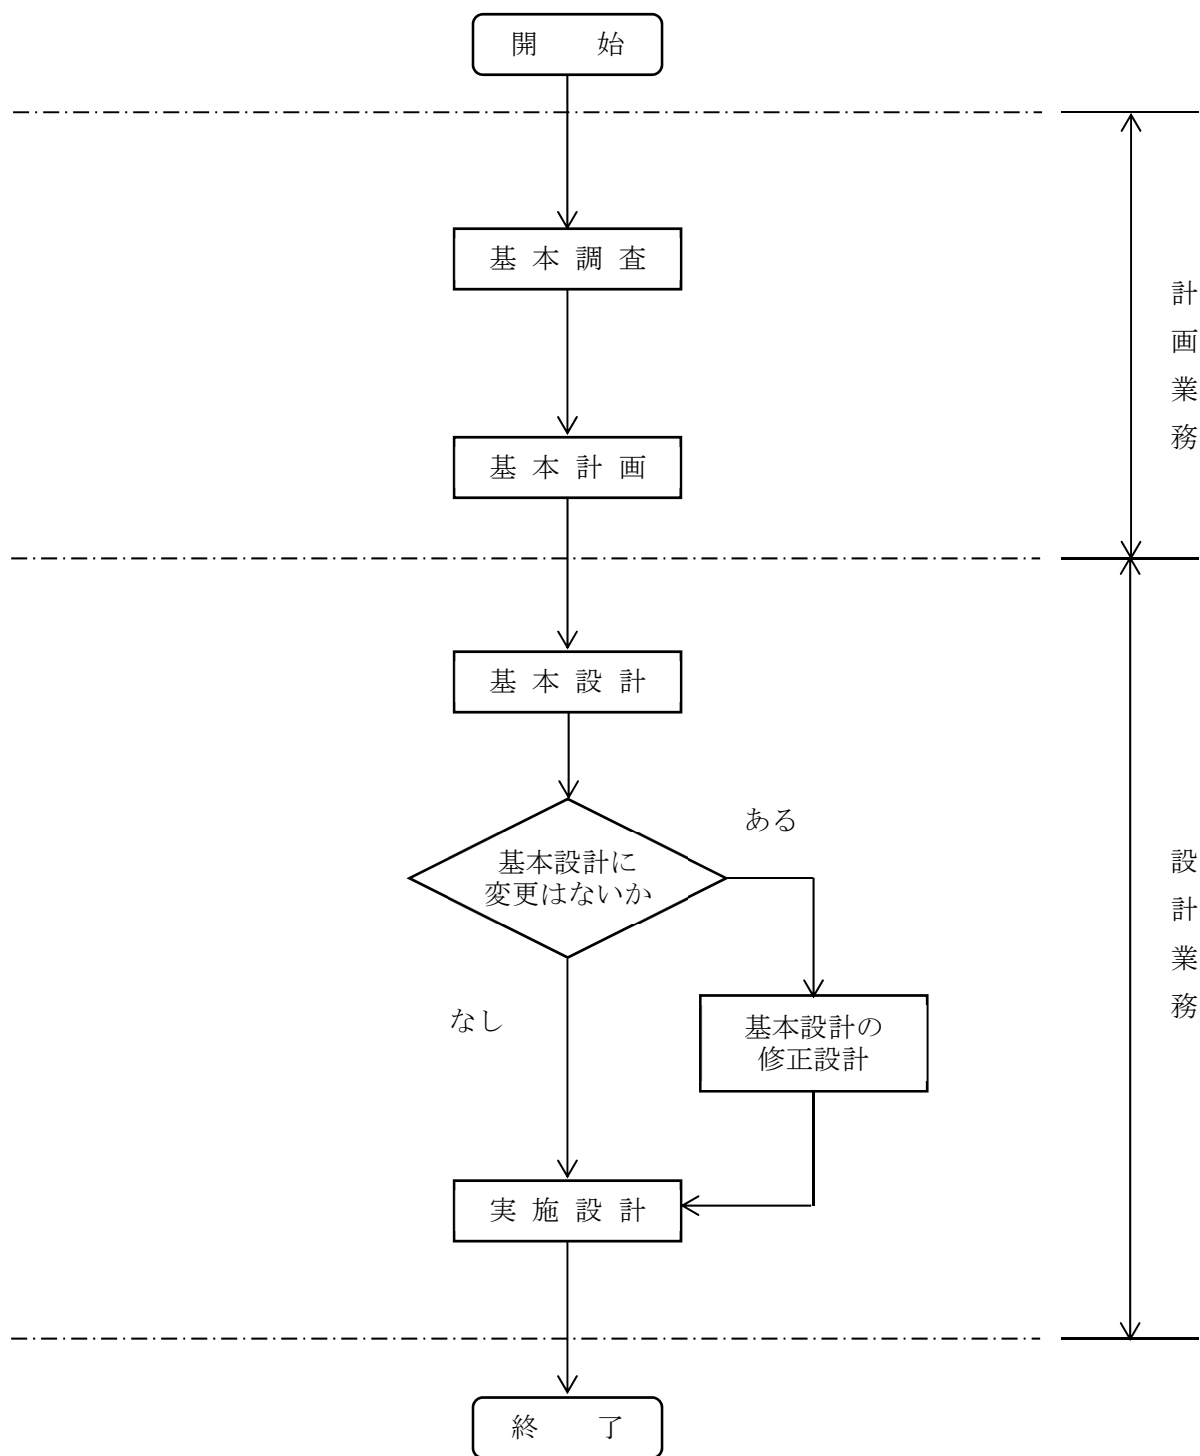 開　始
基本調査
計画業務
基本計画
基本設計
ある
基本設計に
変更はないか
設計業務
なし
基本設計の
修正設計
実施設計
終　了